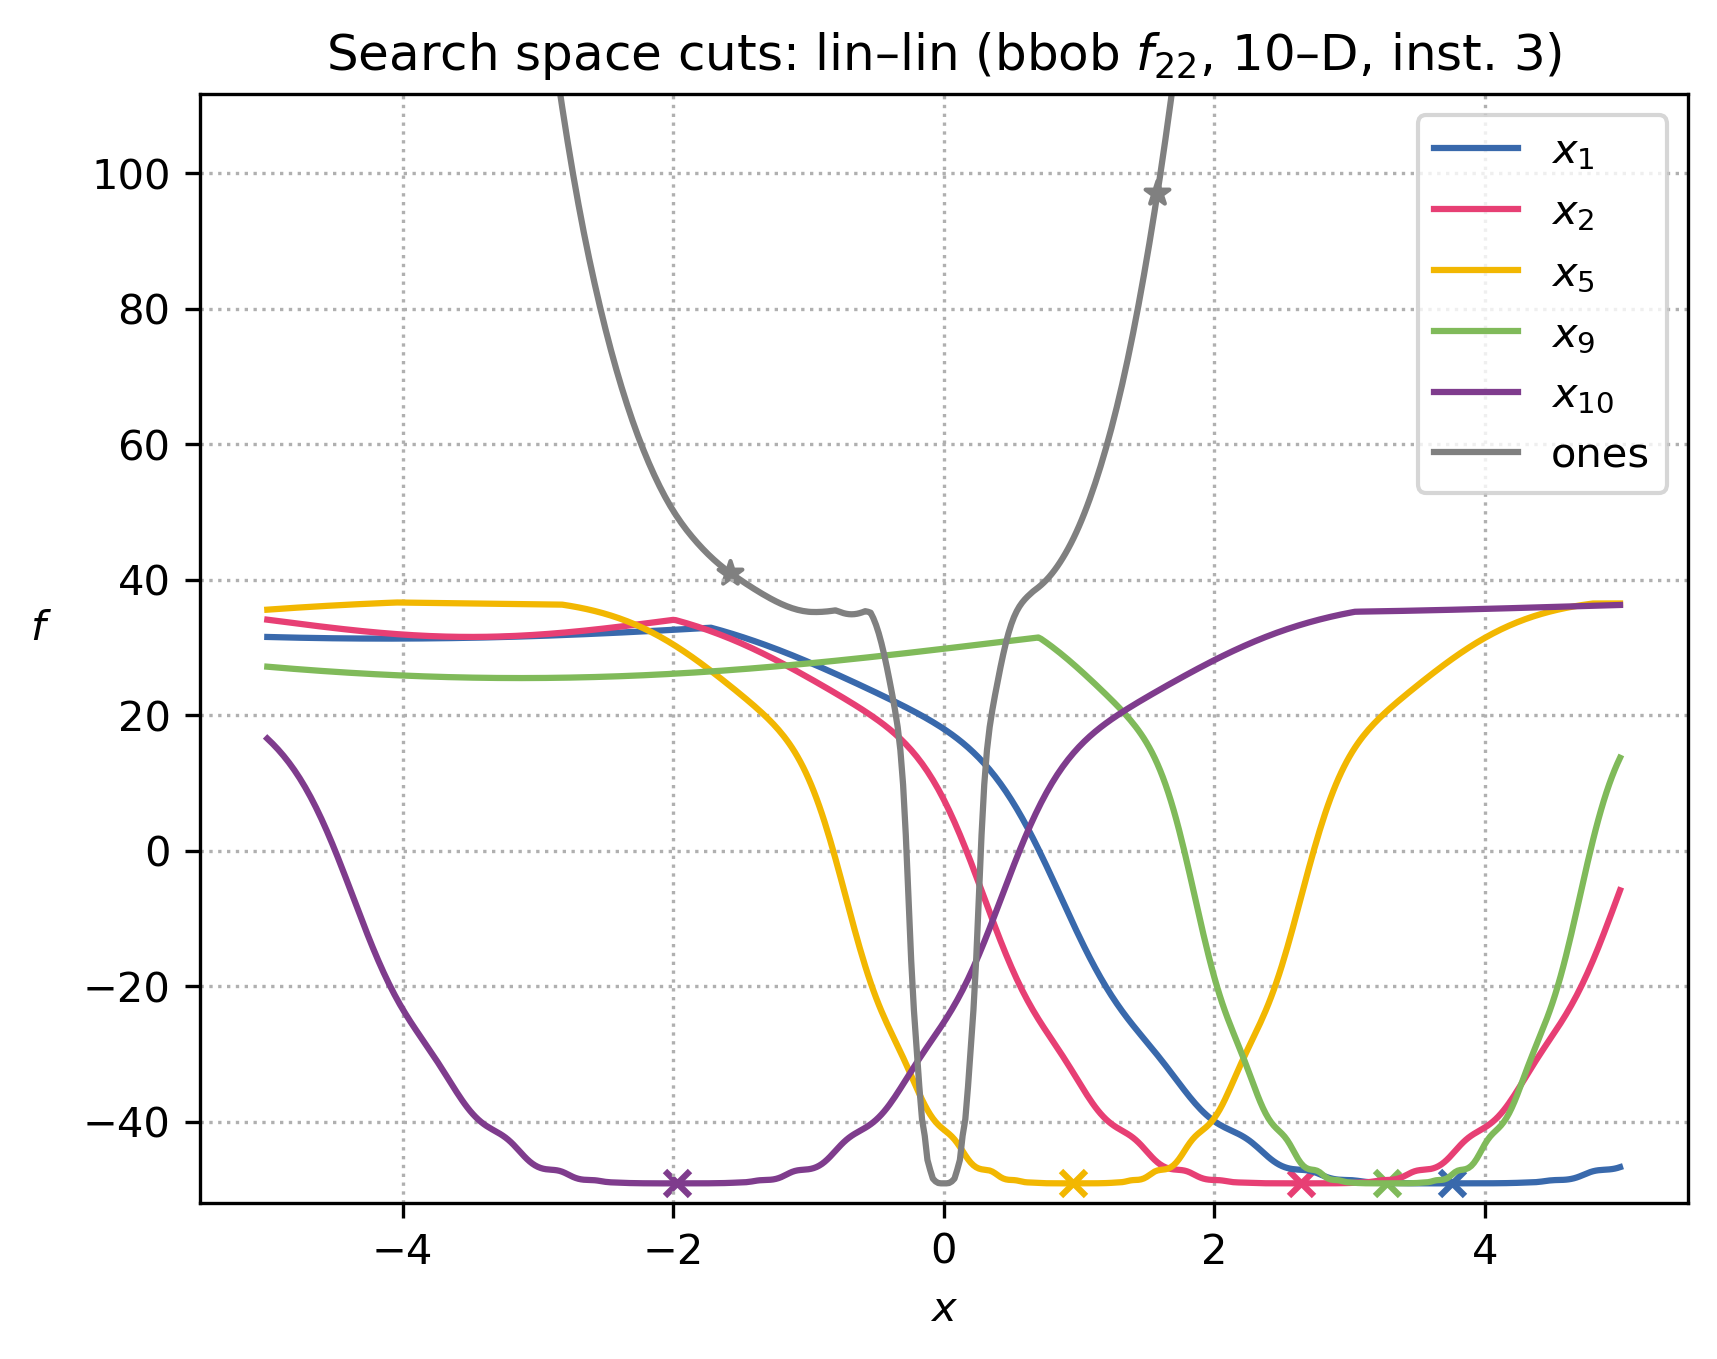 Search space cuts: lin–lin (bbob f₂₂, 10–D, inst. 3)
100
80
60
40
20
0
−20
−40
f
−4
−2
0
2
4
x
x₁
x₂
x₅
x₉
x₁₀
ones